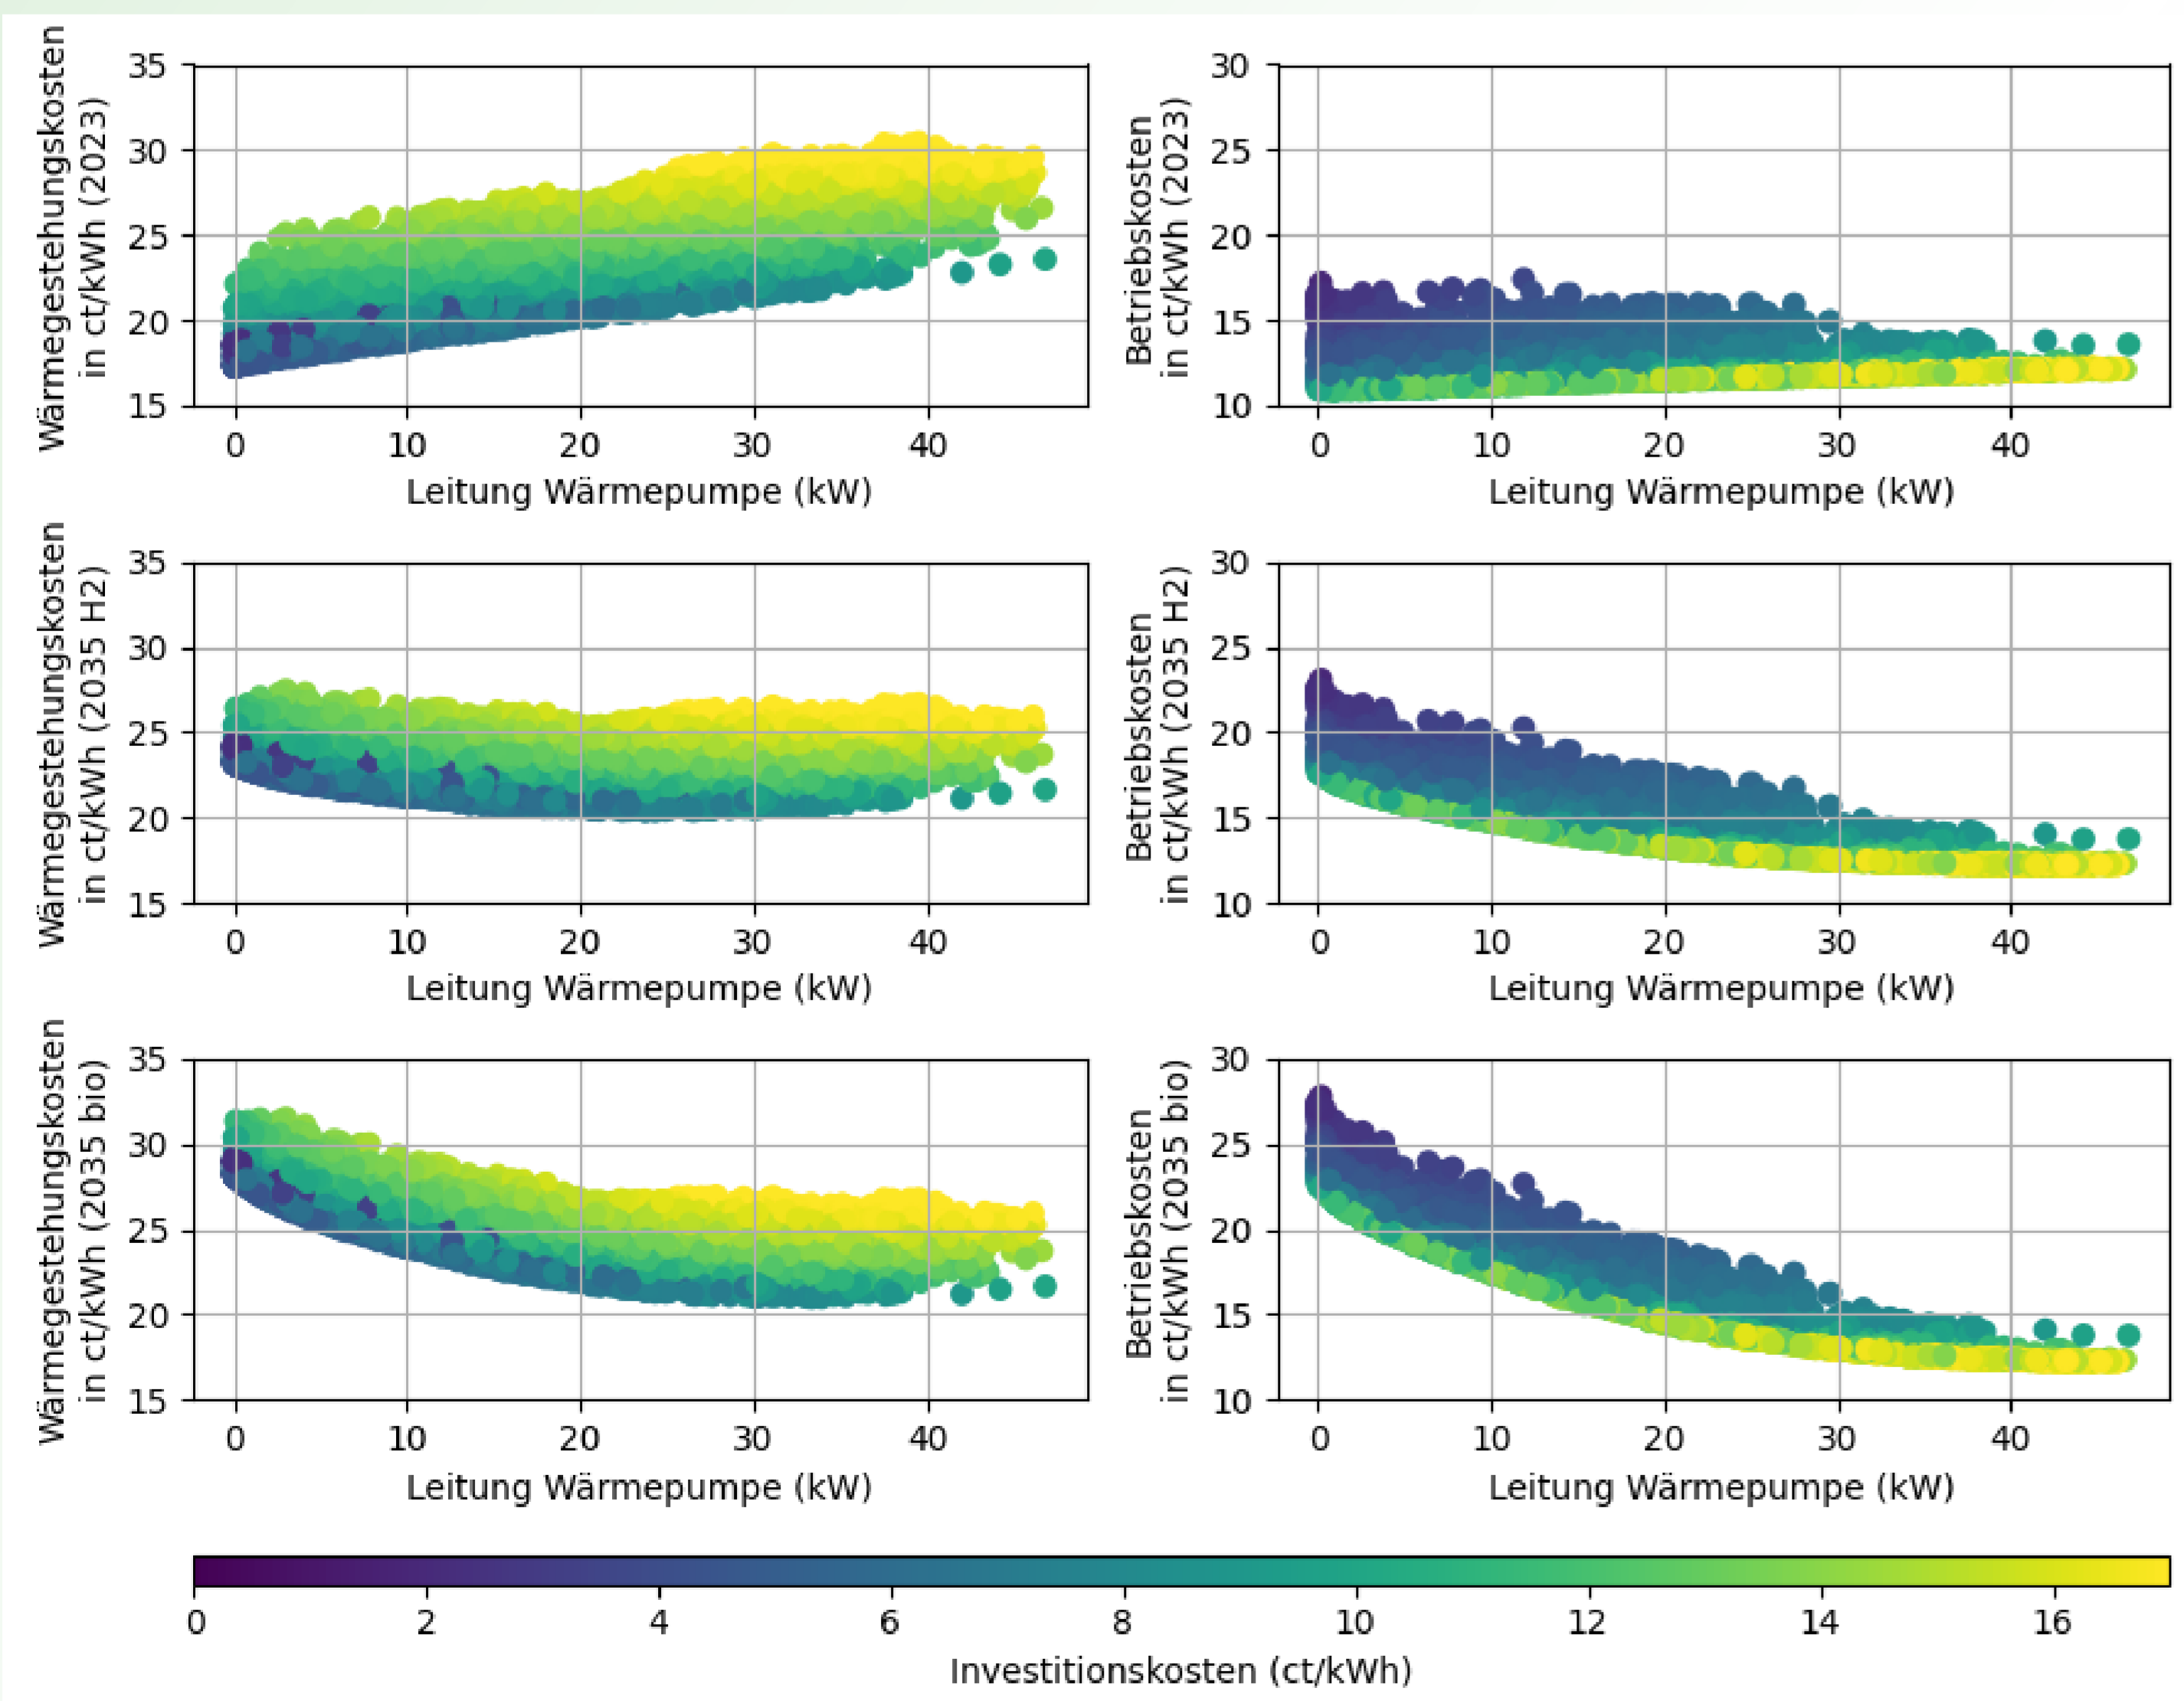 Wärmegestehungskosten
in ct/kWh (2023)
35
30
25
20
15
0 10 20 30 40
Leitung Wärmepumpe (kW)
Betriebskosten
in ct/kWh (2023)
30
25
20
15
10
0 10 20 30 40
Leitung Wärmepumpe (kW)
Wärmegestehungskosten
in ct/kWh (2035 H2)
35
30
25
20
15
0 10 20 30 40
Leitung Wärmepumpe (kW)
Betriebskosten
in ct/kWh (2035 H2)
30
25
20
15
10
0 10 20 30 40
Leitung Wärmepumpe (kW)
Wärmegestehungskosten
in ct/kWh (2035 bio)
35
30
25
20
15
0 10 20 30 40
Leitung Wärmepumpe (kW)
Betriebskosten
in ct/kWh (2035 bio)
30
25
20
15
10
0 10 20 30 40
Leitung Wärmepumpe (kW)
0 2 4 6 8 10 12 14 16
Investitionskosten (ct/kWh)